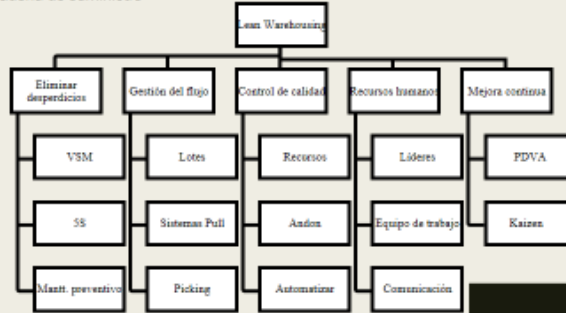 Lean Warehousing
Eliminar
desperdicios
Gestión del flujo
Control de calidad
Recursos humanos
Mejora continua
VSM
Lotes
Recursos
Líderes
PDVA
5S
Sistemas Pull
Andon
Equipo de trabajo
Kaizen
Mantt. preventivo
Picking
Automatizar
Comunicación